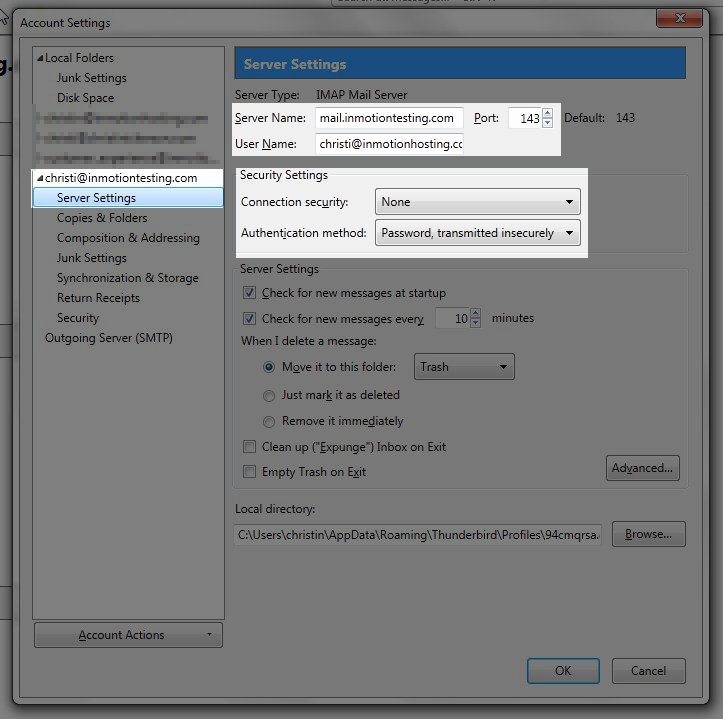 Account Settings
Local Folders
Junk Settings
Disk Space
christi@inmotiontesting.com
Server Settings
Copies & Folders
Composition & Addressing
Junk Settings
Synchronization & Storage
Return Receipts
Security
Outgoing Server (SMTP)
Account Actions
Server Settings
Server Type: IMAP Mail Server
Server Name: mail.inmotiontesting.com Port: 143 Default: 143
User Name: christi@inmotionhosting.cc
Security Settings
Connection security: None
Authentication method: Password, transmitted insecurely
Server Settings
Check for new messages at startup
Check for new messages every 10 minutes
When I delete a message:
Move it to this folder: Trash
Just mark it as deleted
Remove it immediately
Clean up ("Expunge") Inbox on Exit
Empty Trash on Exit
Advanced...
Local directory:
C:\Users\christin\AppData\Roaming\Thunderbird\Profiles\94cmqrsa. Browse...
OK Cancel